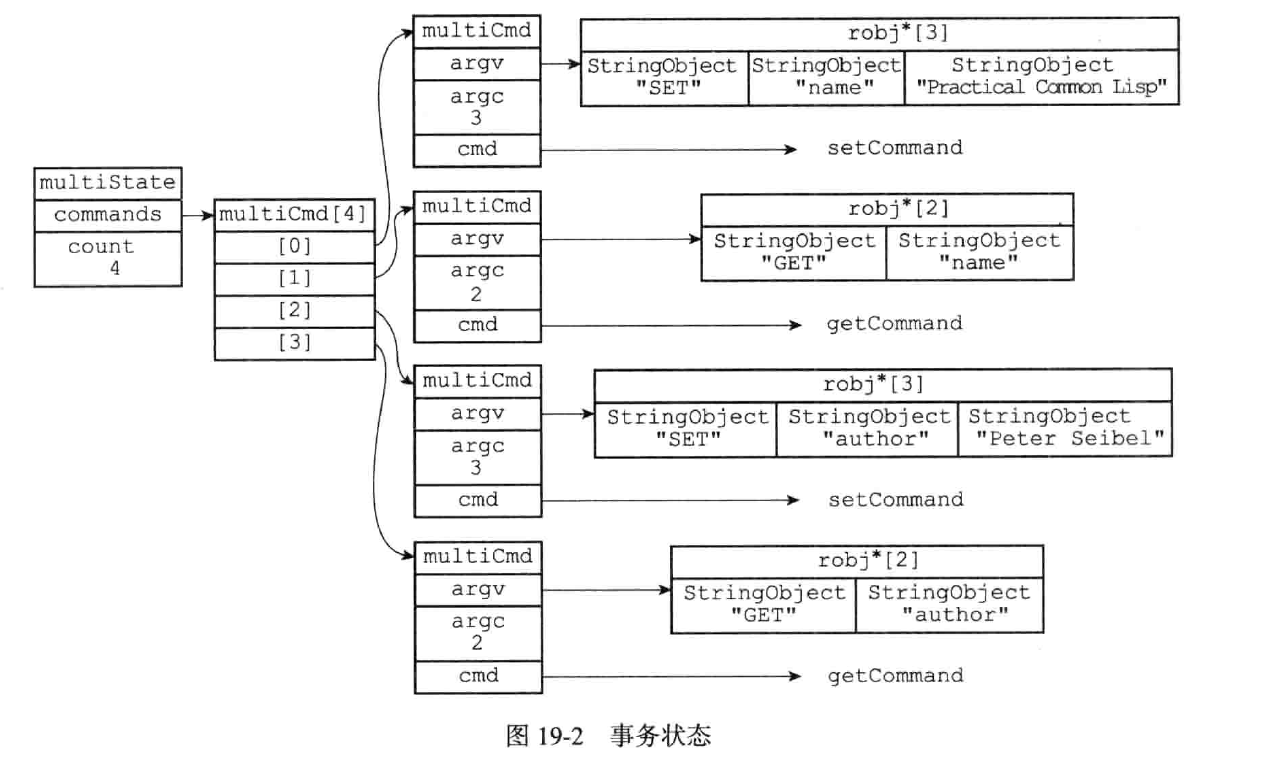 multiState
commands
count
4
multiCmd[4]
[0]
[1]
[2]
[3]
multiCmd
argv
argc
3
cmd
robj*[3]
StringObject StringObject StringObject
"SET" "name" "Practical Common Lisp"
setCommand
multiCmd
argv
argc
2
cmd
robj*[2]
StringObject StringObject
"GET" "name"
getCommand
multiCmd
argv
argc
3
cmd
robj*[3]
StringObject StringObject StringObject
"SET" "author" "Peter Seibel"
setCommand
multiCmd
argv
argc
2
cmd
robj*[2]
StringObject StringObject
"GET" "author"
getCommand
图 19-2 事务状态